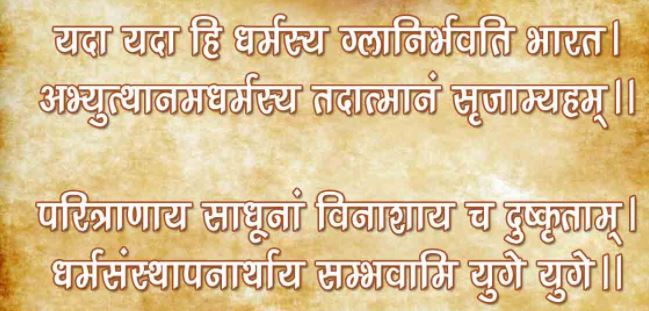 यदा यदा हि धर्मस्य ग्लानिर्भवति भारत।
अभ्युत्थानमधर्मस्य तदात्मानं सृजाम्यहम्।।
परित्राणाय साधूनां विनाशाय च दुष्कृताम्।
धर्मसंस्थापनार्थाय सम्भवामि युगे युगे।।